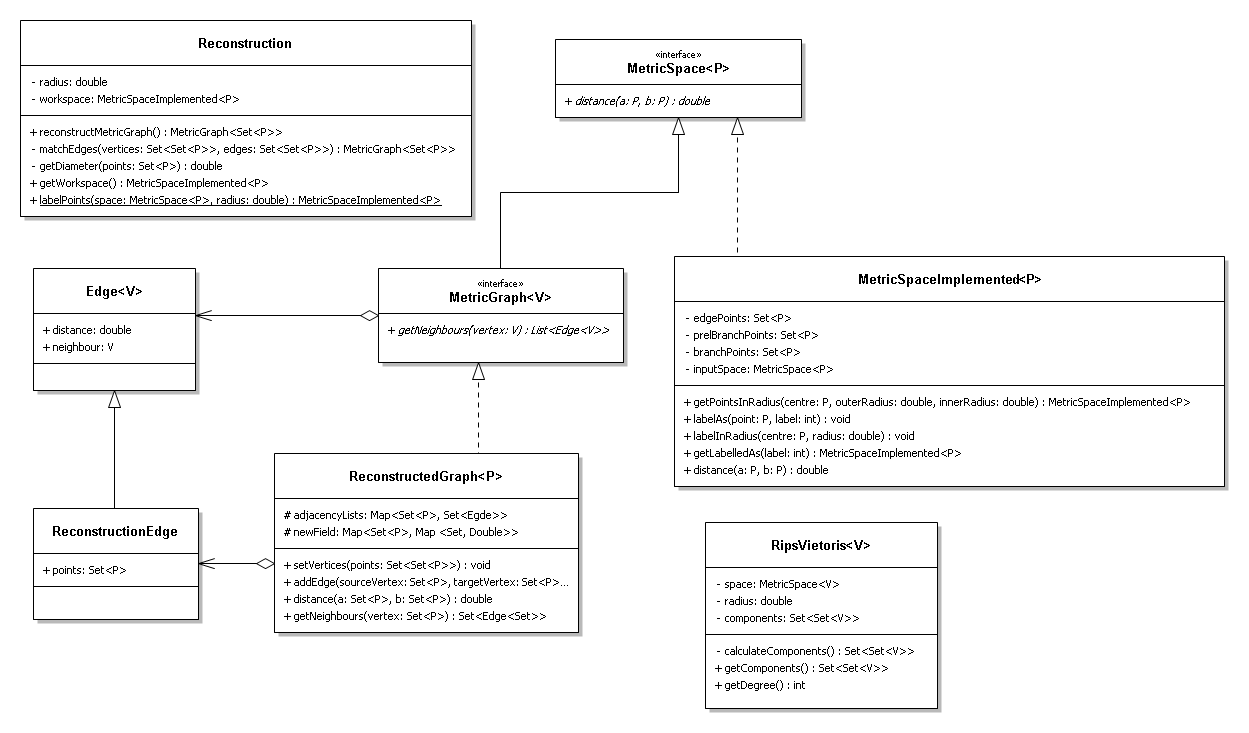 Reconstruction
- radius: double
- workspace: MetricSpaceImplemented<P>
+ reconstructMetricGraph() : MetricGraph<Set<P>>
- matchEdges(vertices: Set<Set<P>>, edges: Set<Set<P>>) : MetricGraph<Set<P>>
- getDiameter(points: Set<P>) : double
+ getWorkspace() : MetricSpaceImplemented<P>
+ labelPoints(space: MetricSpace<P>, radius: double) : MetricSpaceImplemented<P>
«interface»
MetricSpace<P>
+ distance(a: P, b: P) : double
Edge<V>
+ distance: double
+ neighbour: V
«interface»
MetricGraph<V>
+ getNeighbours(vertex: V) : List<Edge<V>>
MetricSpaceImplemented<P>
- edgePoints: Set<P>
- prelBranchPoints: Set<P>
- branchPoints: Set<P>
- inputSpace: MetricSpace<P>
+ getPointsInRadius(centre: P, outerRadius: double, innerRadius: double) : MetricSpaceImplemented<P>
+ labelAs(point: P, label: int) : void
+ labelInRadius(centre: P, radius: double) : void
+ getLabelledAs(label: int) : MetricSpaceImplemented<P>
+ distance(a: P, b: P) : double
ReconstructionEdge
+ points: Set<P>
ReconstructedGraph<P>
# adjacencyLists: Map<Set<P>, Set<Egde>>
# newField: Map<Set<P>, Map <Set, Double>>
+ setVertices(points: Set<Set<P>>) : void
+ addEdge(sourceVertex: Set<P>, targetVertex: Set<P>...
+ distance(a: Set<P>, b: Set<P>) : double
+ getNeighbours(vertex: Set<P>) : Set<Edge<Set>>
RipsVietoris<V>
- space: MetricSpace<V>
- radius: double
- components: Set<Set<V>>
- calculateComponents() : Set<Set<V>>
+ getComponents() : Set<Set<V>>
+ getDegree() : int